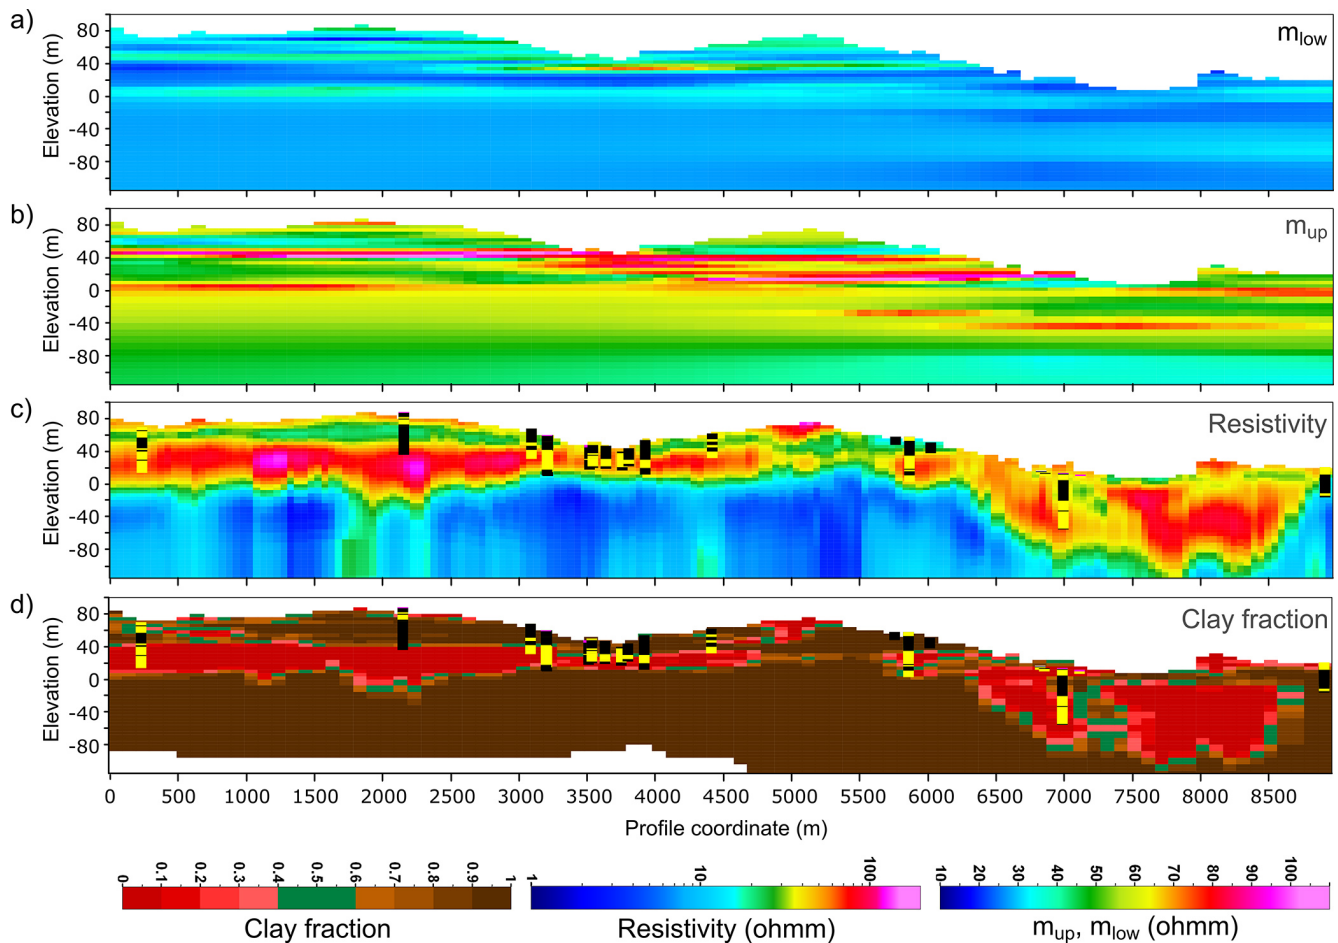 a)
Elevation (m)
80
40
0
-40
-80
m_low
b)
Elevation (m)
80
40
0
-40
-80
m_up
c)
Elevation (m)
80
40
0
-40
-80
Resistivity
d)
Elevation (m)
80
40
0
-40
-80
Clay fraction
0 500 1000 1500 2000 2500 3000 3500 4000 4500 5000 5500 6000 6500 7000 7500 8000 8500
Profile coordinate (m)
0 0.1 0.2 0.3 0.4 0.5 0.6 0.7 0.8 0.9 1
Clay fraction
1 10 100
Resistivity (ohmm)
10 20 30 40 50 60 70 80 90 100
m_up, m_low (ohmm)